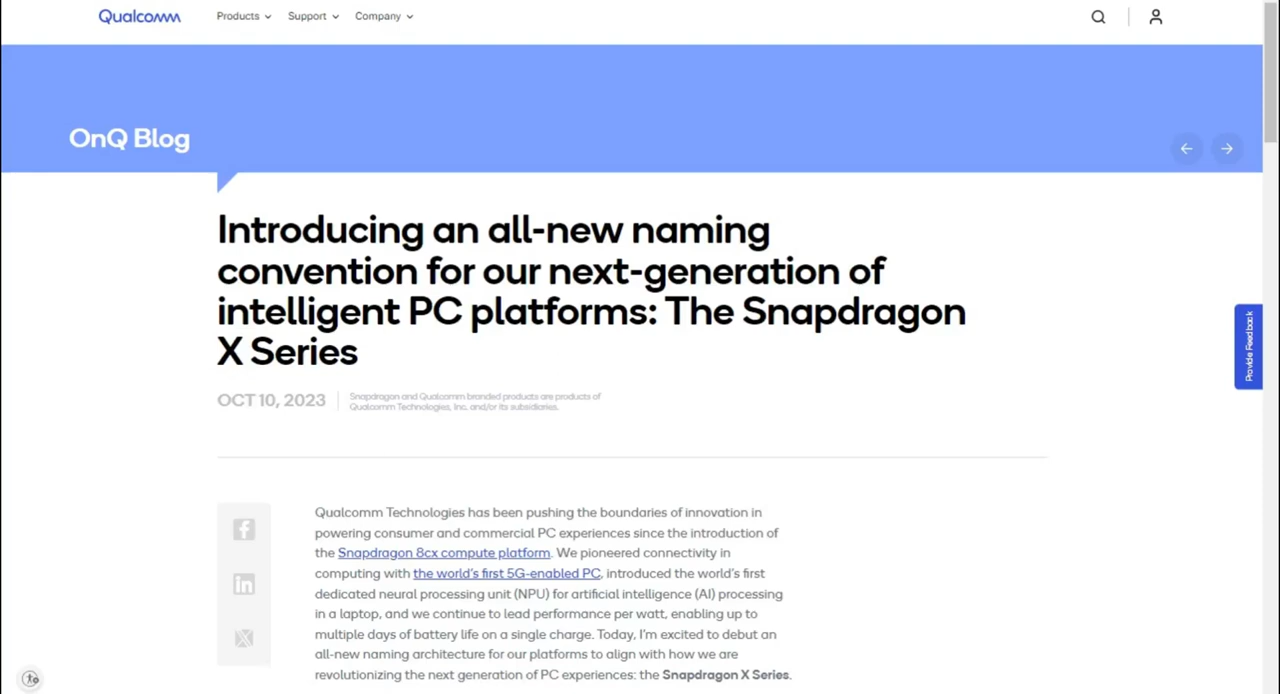 Qualcomm
Products
Support
Company
OnQ Blog
Introducing an all-new naming
convention for our next-generation of
intelligent PC platforms: The Snapdragon
X Series
OCT 10, 2023
Snapdragon and Qualcomm branded products are products of
Qualcomm Technologies, Inc. and/or its subsidiaries.
Provide Feedback
Qualcomm Technologies has been pushing the boundaries of innovation in
powering consumer and commercial PC experiences since the introduction of
the Snapdragon 8cx compute platform. We pioneered connectivity in
computing with the world's first 5G-enabled PC, introduced the world's first
dedicated neural processing unit (NPU) for artificial intelligence (AI) processing
in a laptop, and we continue to lead performance per watt, enabling up to
multiple days of battery life on a single charge. Today, I'm excited to debut an
all-new naming architecture for our platforms to align with how we are
revolutionizing the next generation of PC experiences: the Snapdragon X Series.